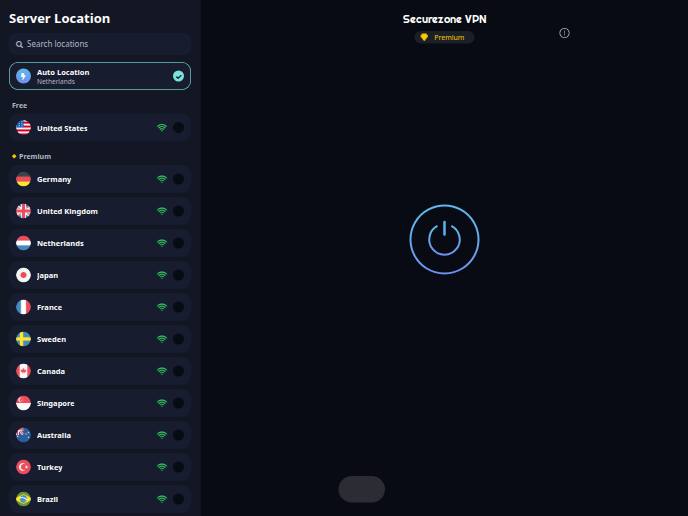 Server Location
Search locations
Auto Location
Netherlands
Free
United States
Premium
Germany
United Kingdom
Netherlands
Japan
France
Sweden
Canada
Singapore
Australia
Turkey
Brazil
Securezone VPN
Premium